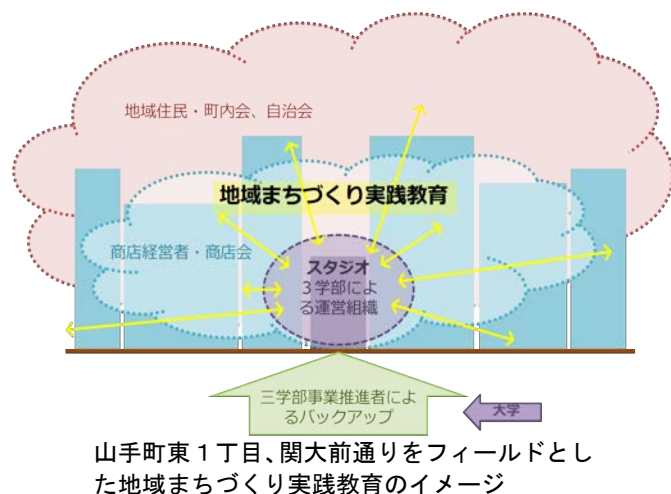 地域住民・町内会、自治会
地域まちづくり実践教育
商店経営者・商店会
スタジオ
３学部によ
る運営組織
三学部事業推進者によ
るバックアップ
大学
山手町東１丁目、関大前通りをフィールドとし
た地域まちづくり実践教育のイメージ